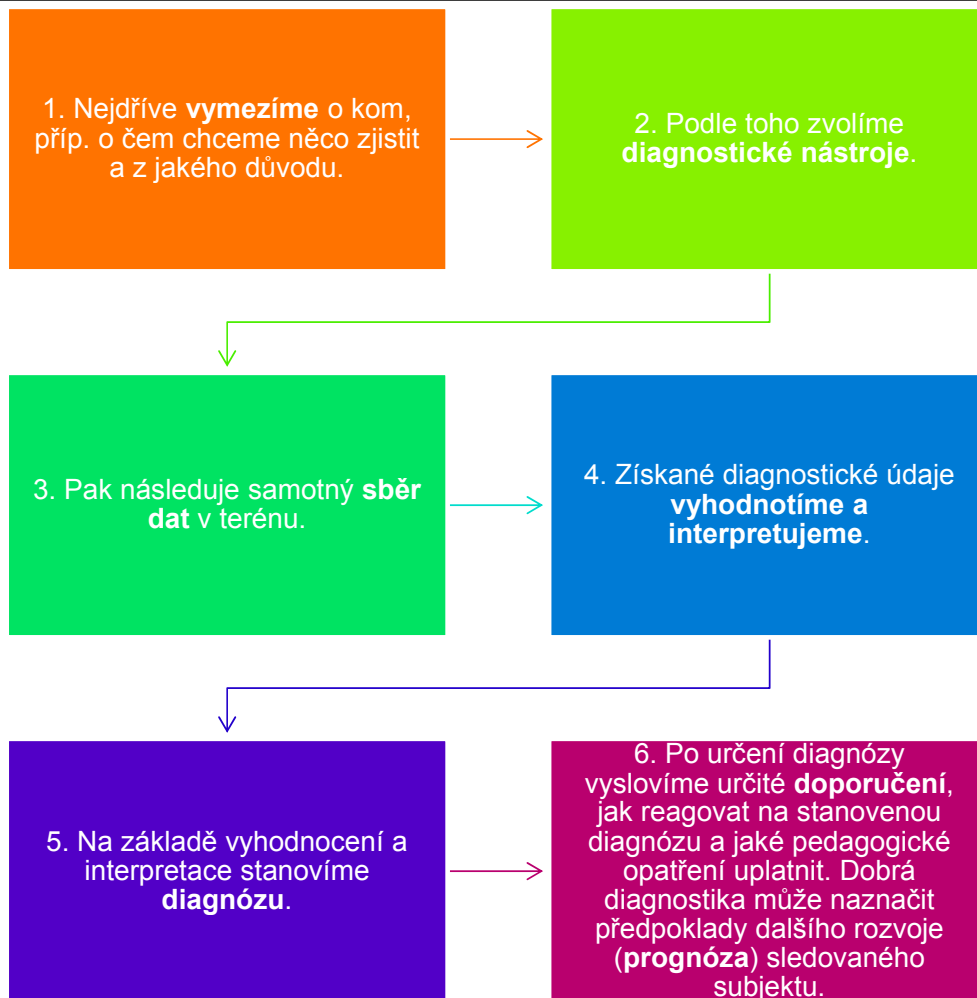 1. Nejdříve vymezíme o kom,
příp. o čem chceme něco zjistit
a z jakého důvodu.
2. Podle toho zvolíme
diagnostické nástroje.
3. Pak následuje samotný sběr
dat v terénu.
4. Získané diagnostické údaje
vyhodnotíme a
interpretujeme.
5. Na základě vyhodnocení a
interpretace stanovíme
diagnózu.
6. Po určení diagnózy
vyslovíme určité doporučení,
jak reagovat na stanovenou
diagnózu a jaké pedagogické
opatření uplatnit. Dobrá
diagnostika může naznačit
předpoklady dalšího rozvoje
(prognóza) sledovaného
subjektu.